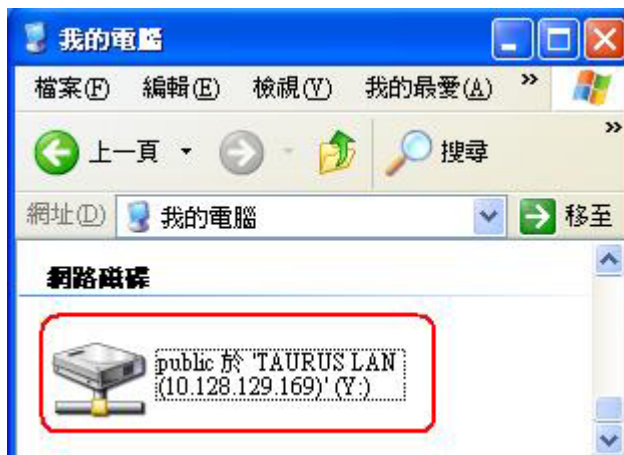 我的電腦
檔案(F) 編輯(E) 檢視(V) 我的最愛(A) »
上一頁 搜尋 »
網址(D) 我的電腦 移至
網路磁碟
public 於 'TAURUS LAN
(10.128.129.169)' (Y:)